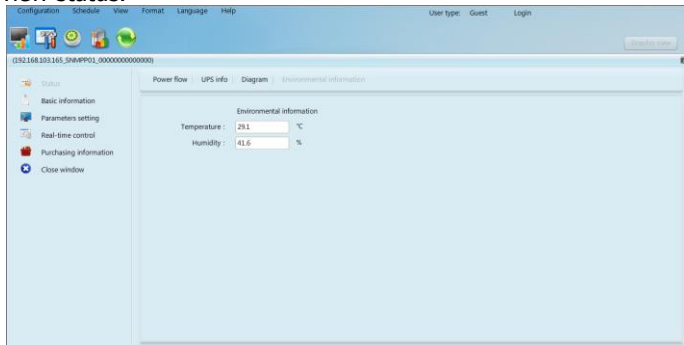 Configuration Schedule View Format Language Help User type: Guest Login
(192.168.103.165_SNMPP01_00000000000000)
Status
Basic information
Parameters setting
Real-time control
Purchasing information
Close window
Power flow UPS info Diagram Environmental information
Environmental information
Temperature : 29.1 ℃
Humidity : 41.6 %